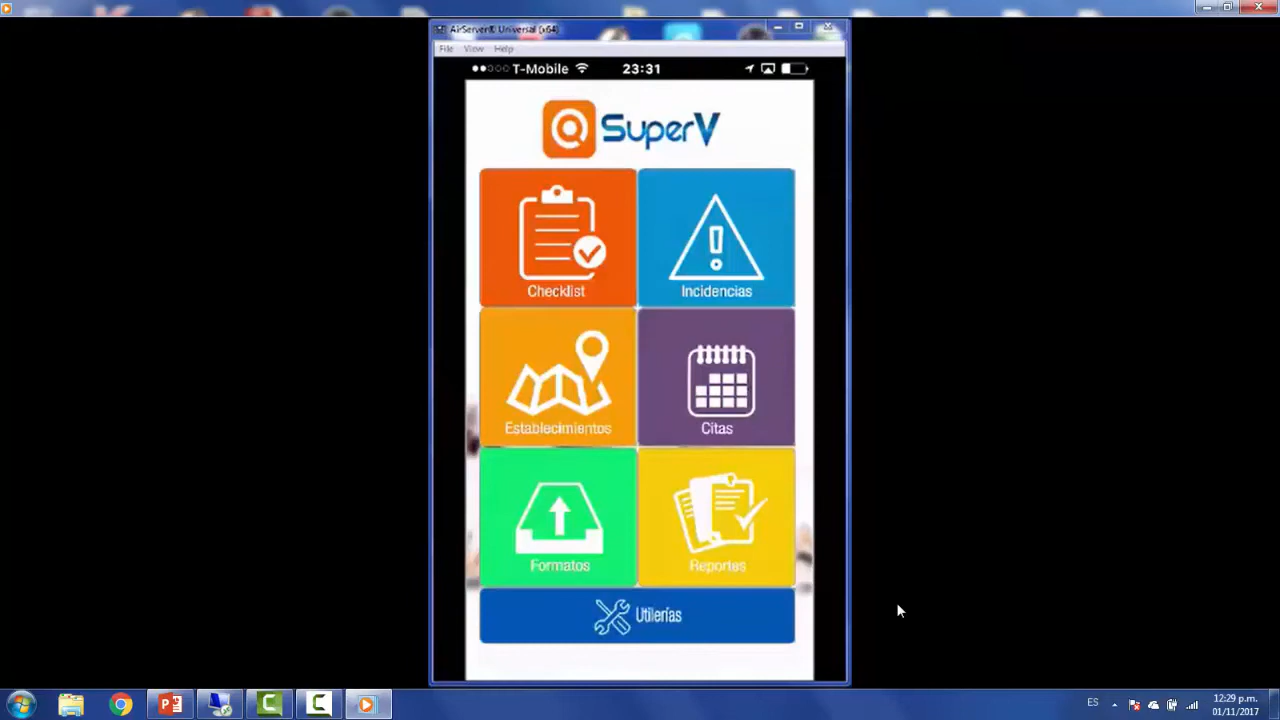 AirServer® Universal (x64)
File View Help
T-Mobile 23:31
SuperV
Checklist
Incidencias
Establecimientos
Citas
Formatos
Reportes
Utilerías
ES
12:29 p.m.
01/11/2017